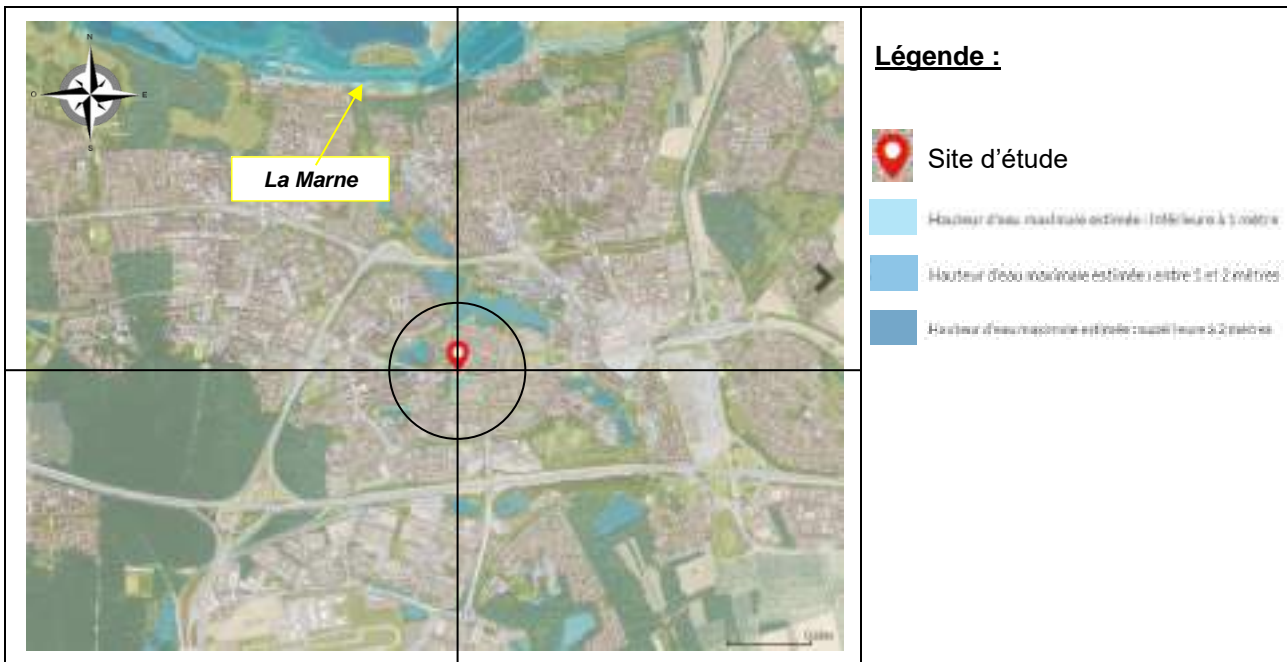 N
O
E
S
La Marne
Légende :
Site d'étude
Hauteur d'eau maximale estimée : Inférieure à 1 mètre
Hauteur d'eau maximale estimée : entre 1 et 2 mètres
Hauteur d'eau maximale estimée : supérieure à 2 mètres